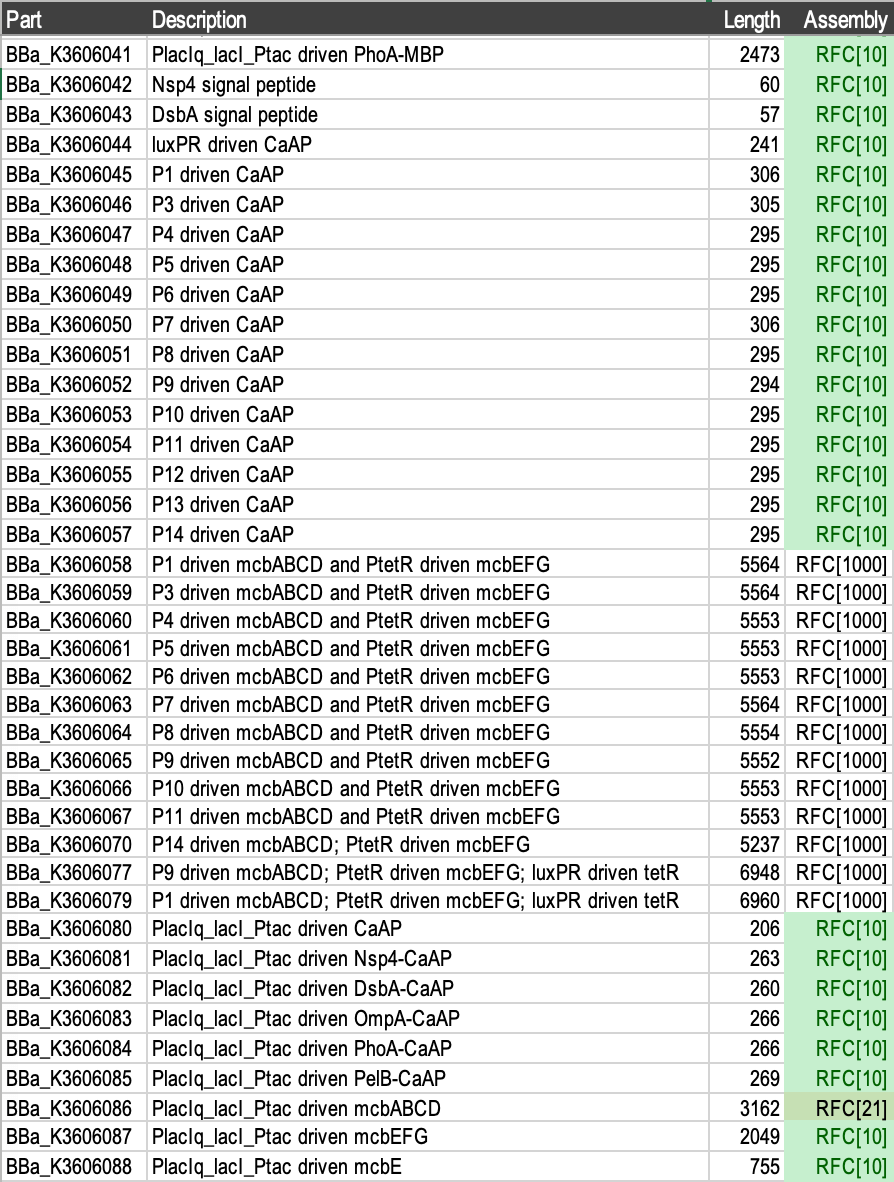 Part Description Length Assembly
BBa_K3606041 PlacIq_lacI_Ptac driven PhoA-MBP 2473 RFC[10]
BBa_K3606042 Nsp4 signal peptide 60 RFC[10]
BBa_K3606043 DsbA signal peptide 57 RFC[10]
BBa_K3606044 luxPR driven CaAP 241 RFC[10]
BBa_K3606045 P1 driven CaAP 306 RFC[10]
BBa_K3606046 P3 driven CaAP 305 RFC[10]
BBa_K3606047 P4 driven CaAP 295 RFC[10]
BBa_K3606048 P5 driven CaAP 295 RFC[10]
BBa_K3606049 P6 driven CaAP 295 RFC[10]
BBa_K3606050 P7 driven CaAP 306 RFC[10]
BBa_K3606051 P8 driven CaAP 295 RFC[10]
BBa_K3606052 P9 driven CaAP 294 RFC[10]
BBa_K3606053 P10 driven CaAP 295 RFC[10]
BBa_K3606054 P11 driven CaAP 295 RFC[10]
BBa_K3606055 P12 driven CaAP 295 RFC[10]
BBa_K3606056 P13 driven CaAP 295 RFC[10]
BBa_K3606057 P14 driven CaAP 295 RFC[10]
BBa_K3606058 P1 driven mcbABCD and PtetR driven mcbEFG 5564 RFC[1000]
BBa_K3606059 P3 driven mcbABCD and PtetR driven mcbEFG 5564 RFC[1000]
BBa_K3606060 P4 driven mcbABCD and PtetR driven mcbEFG 5553 RFC[1000]
BBa_K3606061 P5 driven mcbABCD and PtetR driven mcbEFG 5553 RFC[1000]
BBa_K3606062 P6 driven mcbABCD and PtetR driven mcbEFG 5553 RFC[1000]
BBa_K3606063 P7 driven mcbABCD and PtetR driven mcbEFG 5564 RFC[1000]
BBa_K3606064 P8 driven mcbABCD and PtetR driven mcbEFG 5554 RFC[1000]
BBa_K3606065 P9 driven mcbABCD and PtetR driven mcbEFG 5552 RFC[1000]
BBa_K3606066 P10 driven mcbABCD and PtetR driven mcbEFG 5553 RFC[1000]
BBa_K3606067 P11 driven mcbABCD and PtetR driven mcbEFG 5553 RFC[1000]
BBa_K3606070 P14 driven mcbABCD; PtetR driven mcbEFG 5237 RFC[1000]
BBa_K3606077 P9 driven mcbABCD; PtetR driven mcbEFG; luxPR driven tetR 6948 RFC[1000]
BBa_K3606079 P1 driven mcbABCD; PtetR driven mcbEFG; luxPR driven tetR 6960 RFC[1000]
BBa_K3606080 PlacIq_lacI_Ptac driven CaAP 206 RFC[10]
BBa_K3606081 PlacIq_lacI_Ptac driven Nsp4-CaAP 263 RFC[10]
BBa_K3606082 PlacIq_lacI_Ptac driven DsbA-CaAP 260 RFC[10]
BBa_K3606083 PlacIq_lacI_Ptac driven OmpA-CaAP 266 RFC[10]
BBa_K3606084 PlacIq_lacI_Ptac driven PhoA-CaAP 266 RFC[10]
BBa_K3606085 PlacIq_lacI_Ptac driven PelB-CaAP 269 RFC[10]
BBa_K3606086 PlacIq_lacI_Ptac driven mcbABCD 3162 RFC[21]
BBa_K3606087 PlacIq_lacI_Ptac driven mcbEFG 2049 RFC[10]
BBa_K3606088 PlacIq_lacI_Ptac driven mcbE 755 RFC[10]